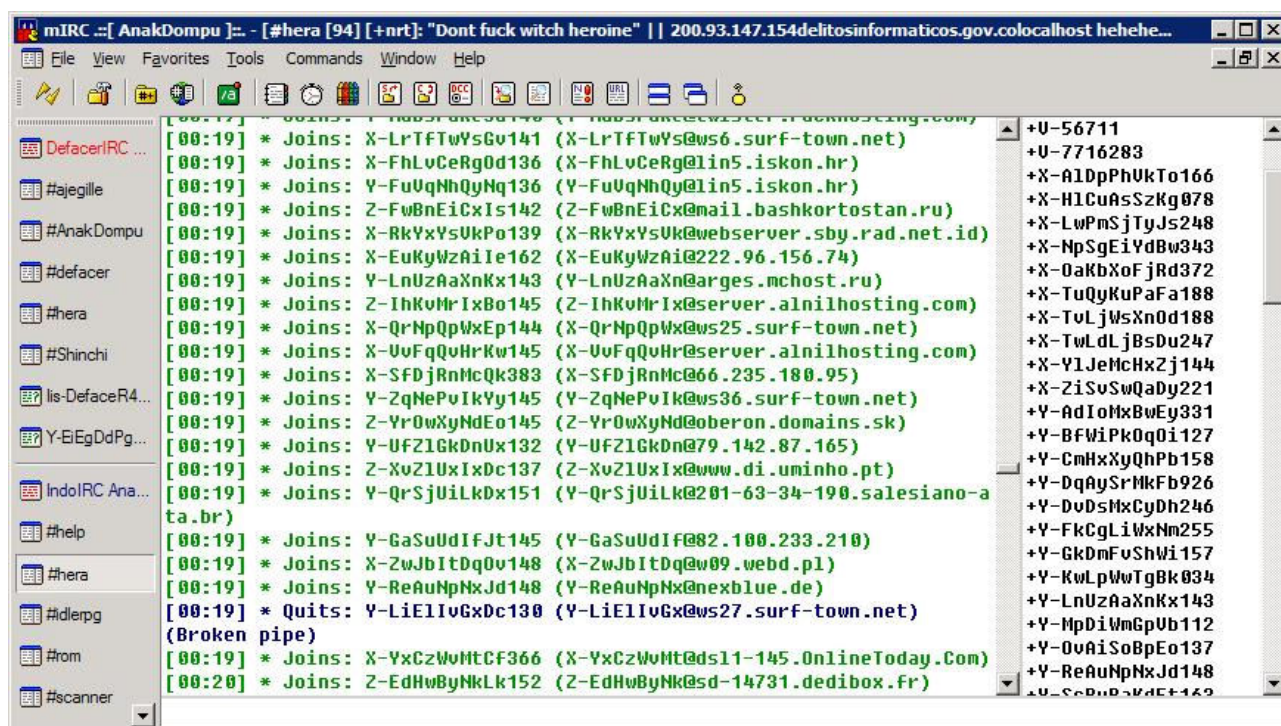 mIRC .::[ AnakDompu ]::. - [#hera [94] [+nrt]: "Dont fuck witch heroine" || 200.93.147.154delitosinformaticos.gov.colocalhost hehehe...
File View Favorites Tools Commands Window Help
DefacerIRC ...
#ajegille
#AnakDompu
#defacer
#hera
#Shinchi
lis-DefaceR4...
Y-EiEgDdPg...
IndoIRC Ana...
#help
#hera
#idlerpg
#rom
#scanner
[00:19] * Joins: X-LrTfTwYsGv141 (X-LrTfTwYs@ws6.surf-town.net)
[00:19] * Joins: X-FhLvCeRgOd136 (X-FhLvCeRg@lin5.iskon.hr)
[00:19] * Joins: Y-FuVqNhQyNq136 (Y-FuVqNhQy@lin5.iskon.hr)
[00:19] * Joins: Z-FwBnEiCxIs142 (Z-FwBnEiCx@mail.bashkortostan.ru)
[00:19] * Joins: X-RkYxYsVkPo139 (X-RkYxYsVk@webserver.sby.rad.net.id)
[00:19] * Joins: X-EuKyWzAiIe162 (X-EuKyWzAi@222.96.156.74)
[00:19] * Joins: Y-LnUzAaXnKx143 (Y-LnUzAaXn@arges.mchost.ru)
[00:19] * Joins: Z-IhKvMrIxBo145 (Z-IhKvMrIx@server.alnilhosting.com)
[00:19] * Joins: X-QrNpQpWxEp144 (X-QrNpQpWx@ws25.surf-town.net)
[00:19] * Joins: X-VvFqQvHrKw145 (X-VvFqQvHr@server.alnilhosting.com)
[00:19] * Joins: X-SfDjRnMcQk383 (X-SfDjRnMc@66.235.180.95)
[00:19] * Joins: Y-ZqNePvIkYy145 (Y-ZqNePvIk@ws36.surf-town.net)
[00:19] * Joins: Z-YrOwXyNdEo145 (Z-YrOwXyNd@oberon.domains.sk)
[00:19] * Joins: Y-UfZlGkDnUx132 (Y-UfZlGkDn@79.142.87.165)
[00:19] * Joins: Z-XvZlUxIxDc137 (Z-XvZlUxIx@www.di.uminho.pt)
[00:19] * Joins: Y-QrSjUiLkDx151 (Y-QrSjUiLk@201-63-34-190.salesiano-a
ta.br)
[00:19] * Joins: Y-GaSuUdIfJt145 (Y-GaSuUdIf@82.100.233.210)
[00:19] * Joins: X-ZwJbItDqOv148 (X-ZwJbItDq@w09.webd.pl)
[00:19] * Joins: Y-ReAuNpNxJd148 (Y-ReAuNpNx@nexblue.de)
[00:19] * Quits: Y-LiElIvGxDc130 (Y-LiElIvGx@ws27.surf-town.net)
(Broken pipe)
[00:19] * Joins: X-YxCzWvMtCf366 (X-YxCzWvMt@dsl1-145.OnlineToday.Com)
[00:20] * Joins: Z-EdHwByNkLk152 (Z-EdHwByNk@sd-14731.dedibox.fr)
+U-56711
+U-7716283
+X-AlDpPhVkTo166
+X-HlCuAsSzKg078
+X-LwPmSjTyJs248
+X-NpSgEiYdBw343
+X-OaKbXoFjRd372
+X-TuQyKuPaFa188
+X-TvLjWsXnOd188
+X-TwLdLjBsDu247
+X-YlJeMcHxZj144
+X-ZiSvSwQaDy221
+Y-AdIoMxBwEy331
+Y-BfWiPkOqOi127
+Y-CmHxXyQhPb158
+Y-DqAySrMkFb926
+Y-DvDsMxCyDh246
+Y-FkCgLiWxNm255
+Y-GkDmFvShWi157
+Y-KwLpWwTgBk034
+Y-LnUzAaXnKx143
+Y-MpDiWmGpVb112
+Y-OvAiSoBpEo137
+Y-ReAuNpNxJd148